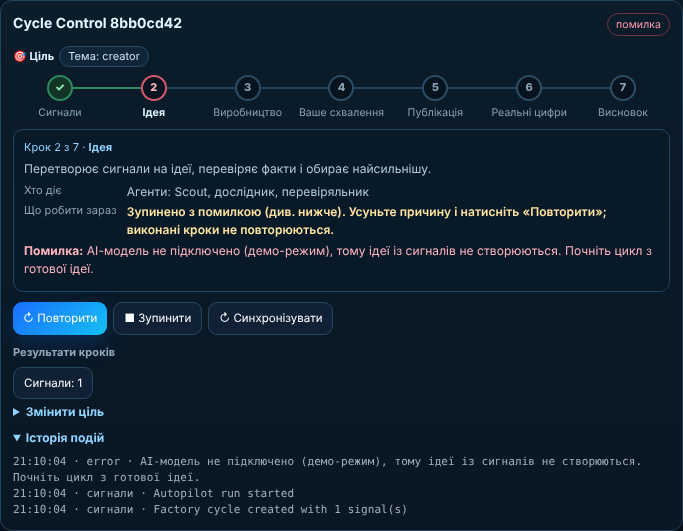 Cycle Control 8bb0cd42
помилка
🎯 Ціль Тема: creator
✓ 2 3 4 5 6 7
Сигнали Ідея Виробництво Ваше схвалення Публікація Реальні цифри Висновок
Крок 2 з 7 · Ідея
Перетворює сигнали на ідеї, перевіряє факти і обирає найсильнішу.
Хто діє Агенти: Scout, дослідник, перевіряльник
Що робити зараз Зупинено з помилкою (див. нижче). Усуньте причину і натисніть «Повторити»;
виконані кроки не повторюються.
Помилка: AI-модель не підключено (демо-режим), тому ідеї із сигналів не створюються. Почніть цикл з
готової ідеї.
↻ Повторити ■ Зупинити ↻ Синхронізувати
Результати кроків
Сигнали: 1
▶ Змінити ціль
▼ Історія подій
21:10:04 · error · AI-модель не підключено (демо-режим), тому ідеї із сигналів не створюються.
Почніть цикл з готової ідеї.
21:10:04 · сигнали · Autopilot run started
21:10:04 · сигнали · Factory cycle created with 1 signal(s)